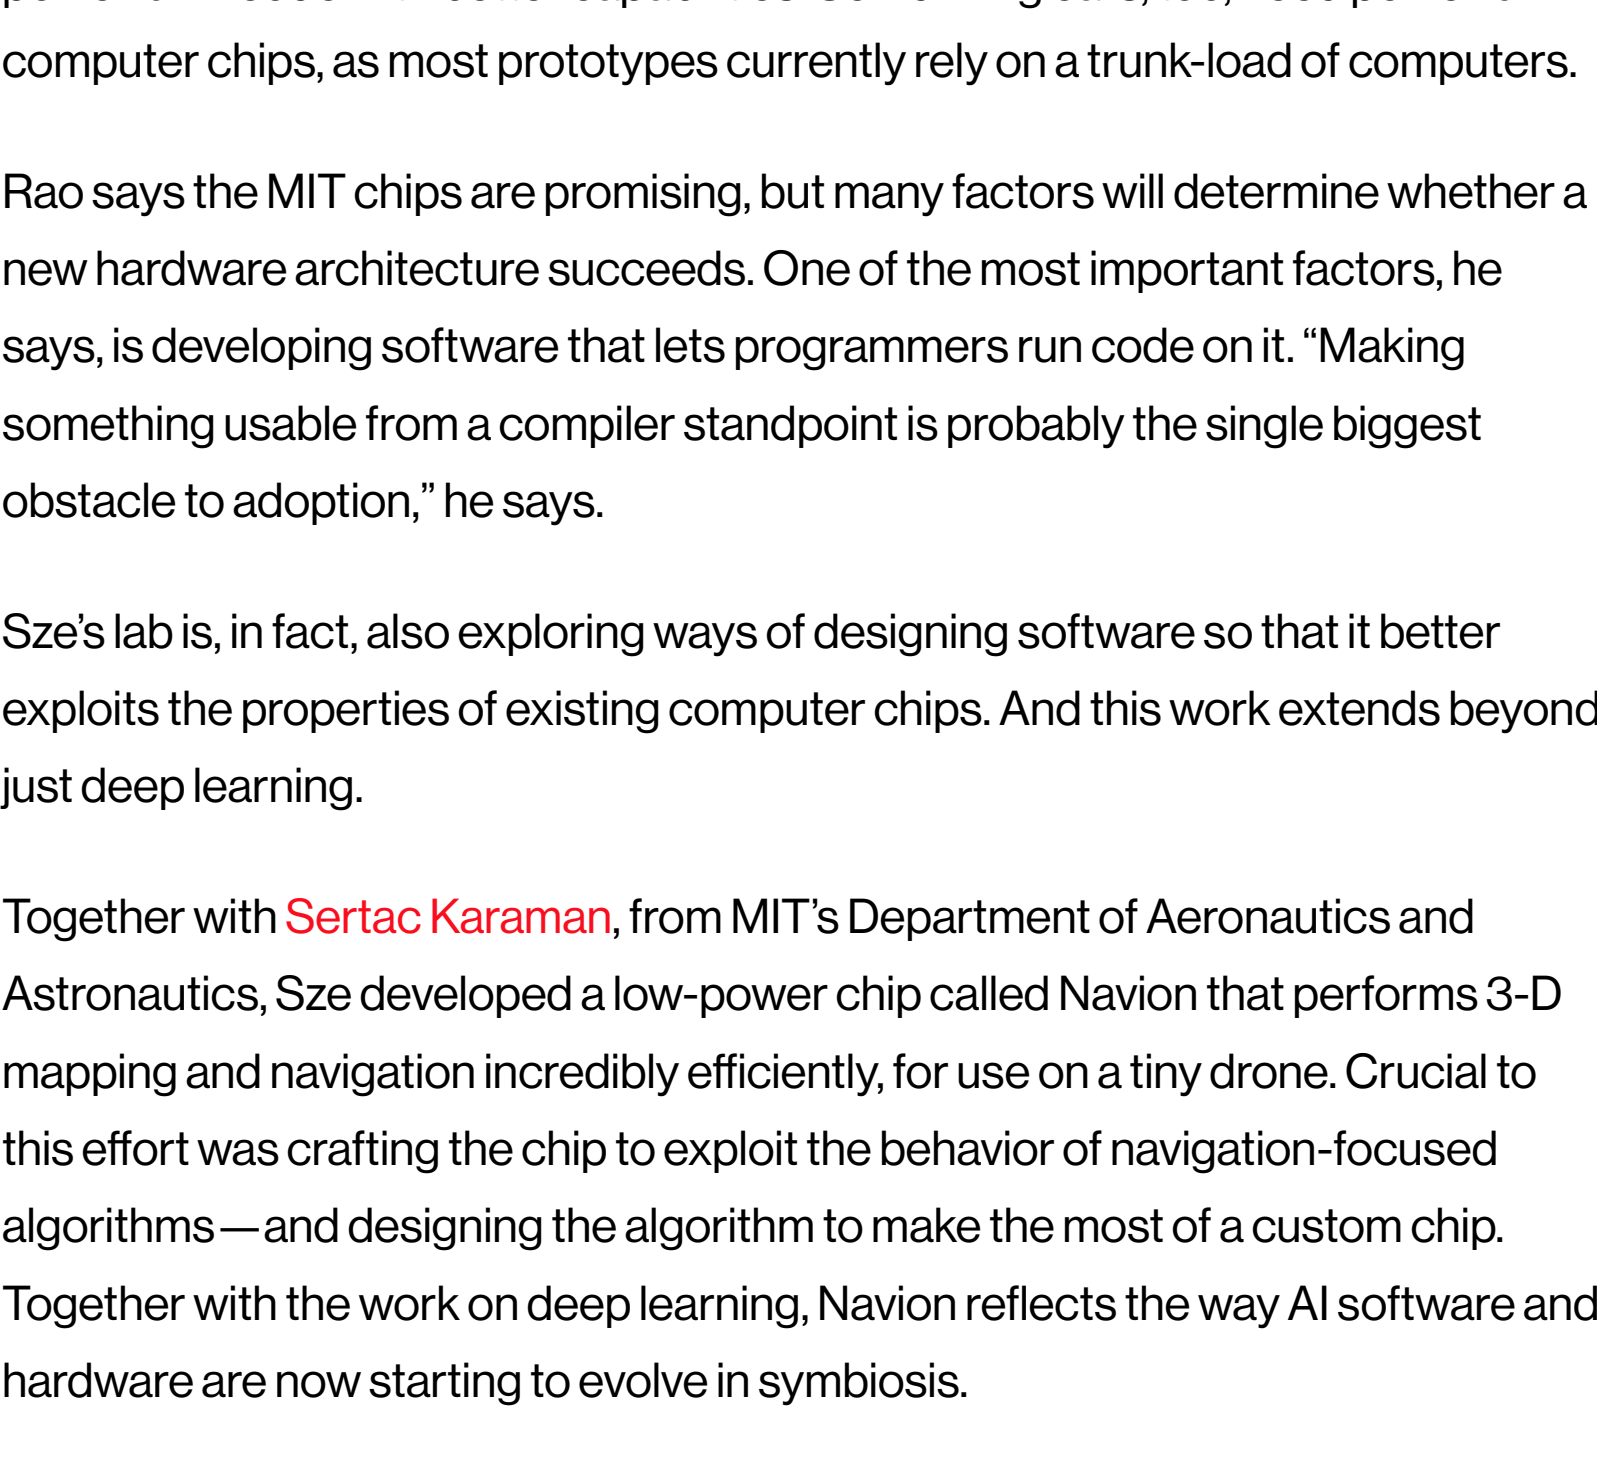 computer chips, as most prototypes currently rely on a trunk-load of computers.
Rao says the MIT chips are promising, but many factors will determine whether a
new hardware architecture succeeds. One of the most important factors, he
says, is developing software that lets programmers run code on it. “Making
something usable from a compiler standpoint is probably the single biggest
obstacle to adoption,” he says.
Sze’s lab is, in fact, also exploring ways of designing software so that it better
exploits the properties of existing computer chips. And this work extends beyond
just deep learning.
Together with Sertac Karaman, from MIT’s Department of Aeronautics and
Astronautics, Sze developed a low-power chip called Navion that performs 3-D
mapping and navigation incredibly efficiently, for use on a tiny drone. Crucial to
this effort was crafting the chip to exploit the behavior of navigation-focused
algorithms—and designing the algorithm to make the most of a custom chip.
Together with the work on deep learning, Navion reflects the way AI software and
hardware are now starting to evolve in symbiosis.